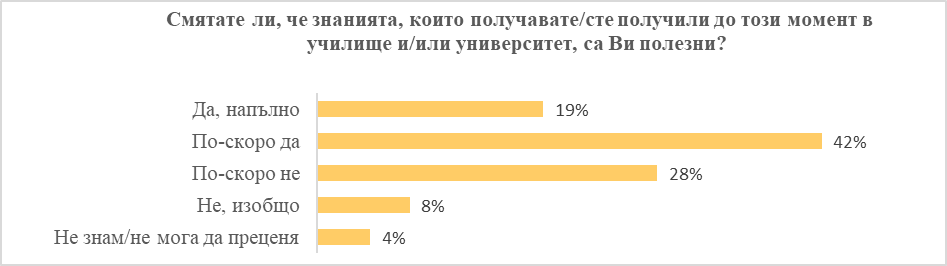 Смятате ли, че знанията, които получавате/сте получили до този момент в
училище и/или университет, са Ви полезни?
Да, напълно 19%
По-скоро да 42%
По-скоро не 28%
Не, изобщо 8%
Не знам/не мога да преценя 4%